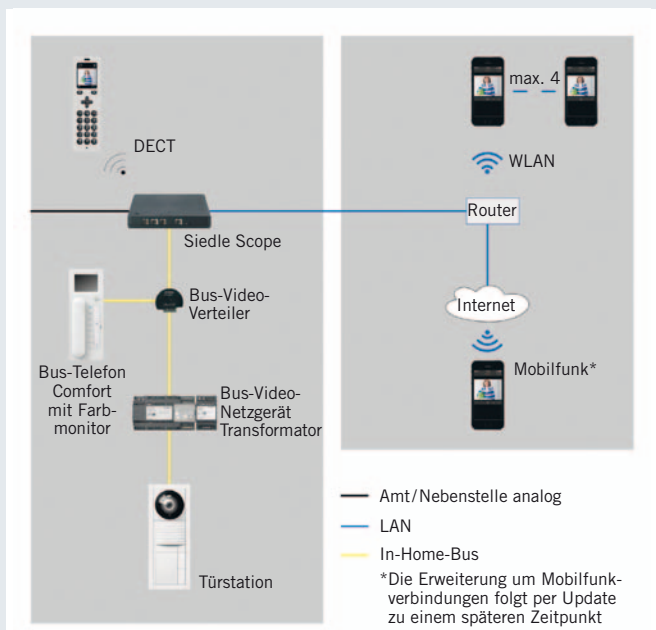 DECT
Siedle Scope
Bus-Video-
Verteiler
Bus-Telefon
Comfort
mit Farb-
monitor
Bus-Video-
Netzgerät
Transformator
Türstation
max. 4
WLAN
Router
Internet
Mobilfunk*
Amt/Nebenstelle analog
LAN
In-Home-Bus
*Die Erweiterung um Mobilfunk-
verbindungen folgt per Update
zu einem späteren Zeitpunkt